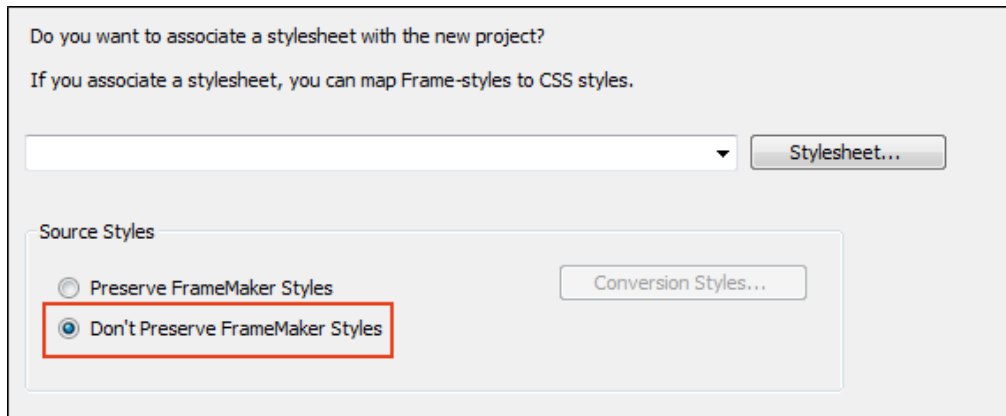 Do you want to associate a stylesheet with the new project?
If you associate a stylesheet, you can map Frame-styles to CSS styles.
Stylesheet...
Source Styles
Preserve FrameMaker Styles
Conversion Styles...
Don't Preserve FrameMaker Styles